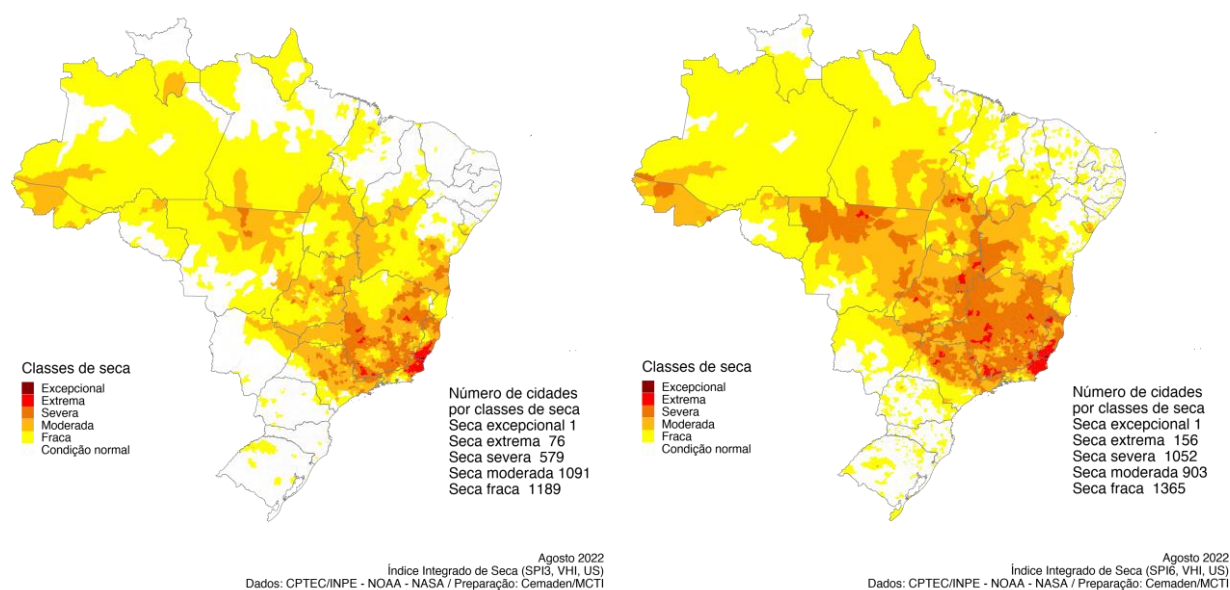 Classes de seca
Excepcional
Extrema
Severa
Moderada
Fraca
Condição normal
Número de cidades
por classes de seca
Seca excepcional 1
Seca extrema 76
Seca severa 579
Seca moderada 1091
Seca fraca 1189
Agosto 2022
Índice Integrado de Seca (SPI3, VHI, US)
Dados: CPTEC/INPE - NOAA - NASA / Preparação: Cemaden/MCTI
Classes de seca
Excepcional
Extrema
Severa
Moderada
Fraca
Condição normal
Número de cidades
por classes de seca
Seca excepcional 1
Seca extrema 156
Seca severa 1052
Seca moderada 903
Seca fraca 1365
Agosto 2022
Índice Integrado de Seca (SPI6, VHI, US)
Dados: CPTEC/INPE - NOAA - NASA / Preparação: Cemaden/MCTI